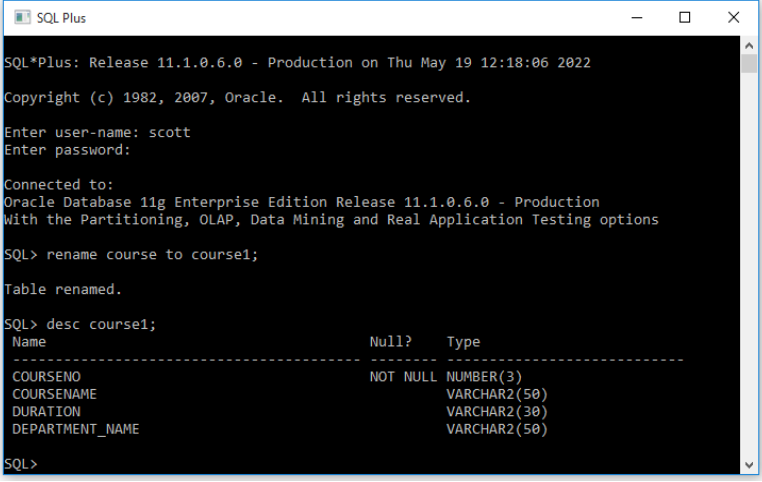 SQL Plus
SQL*Plus: Release 11.1.0.6.0 - Production on Thu May 19 12:18:06 2022
Copyright (c) 1982, 2007, Oracle.  All rights reserved.
Enter user-name: scott
Enter password:
Connected to:
Oracle Database 11g Enterprise Edition Release 11.1.0.6.0 - Production
With the Partitioning, OLAP, Data Mining and Real Application Testing options
SQL> rename course to course1;
Table renamed.
SQL> desc course1;
 Name                                      Null?    Type
 ----------------------------------------- -------- ----------------------------
 COURSENO                                  NOT NULL NUMBER(3)
 COURSENAME                                         VARCHAR2(50)
 DURATION                                           VARCHAR2(30)
 DEPARTMENT_NAME                                    VARCHAR2(50)
SQL>